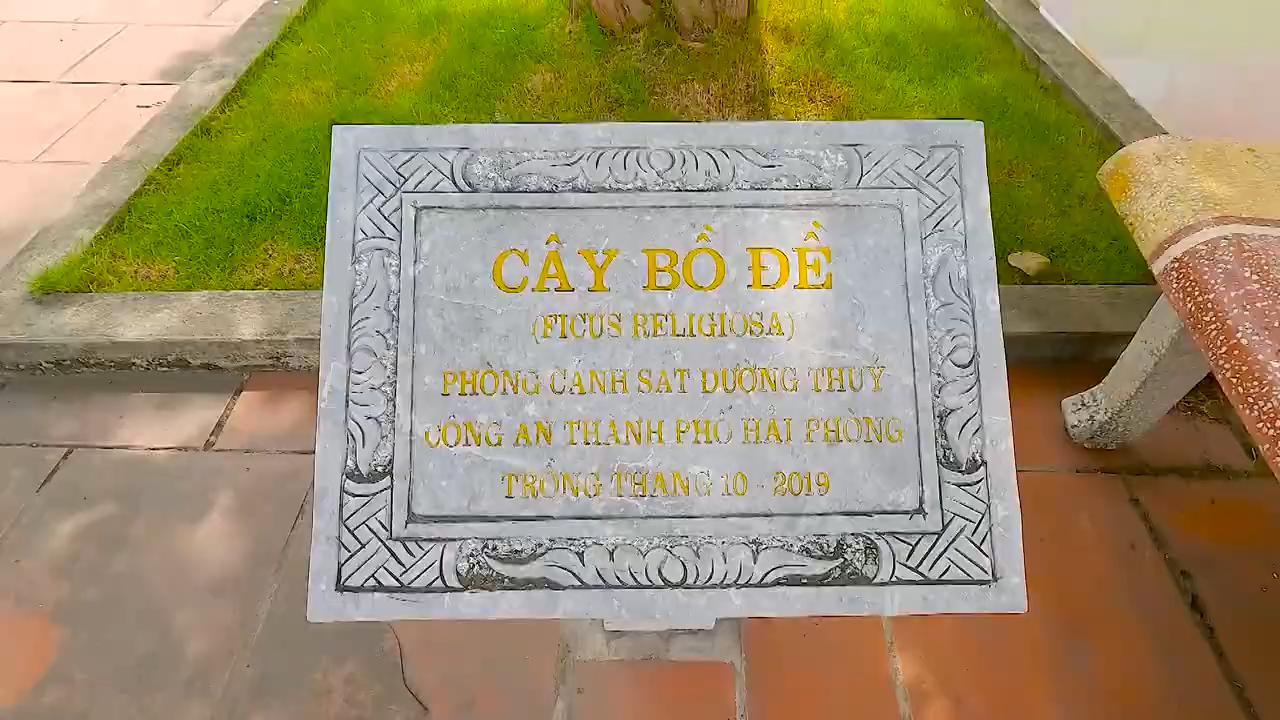 CÂY BỒ ĐỀ
(FICUS RELIGIOSA)
PHÒNG CẢNH SÁT ĐƯỜNG THUỶ
CÔNG AN THÀNH PHỐ HẢI PHÒNG
TRỒNG THÁNG 10 - 2019